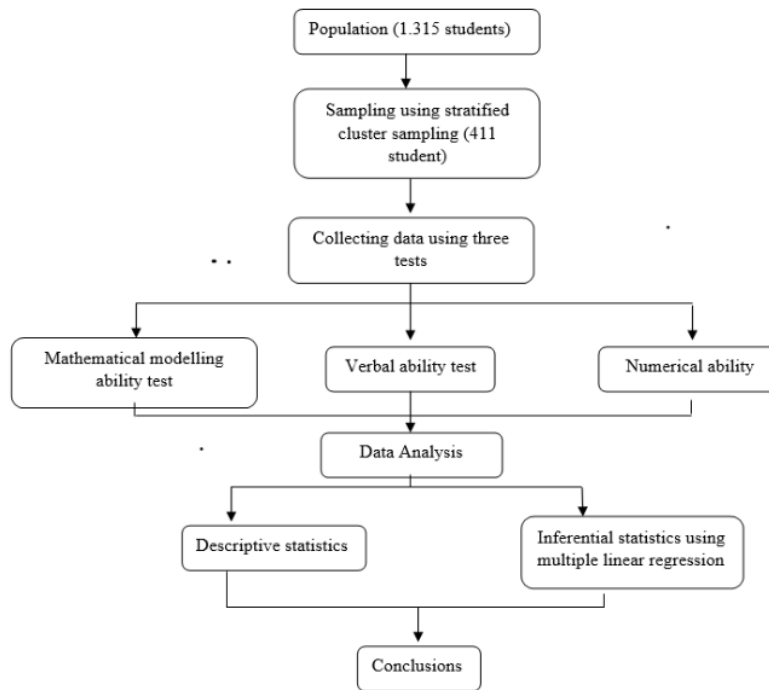 Population (1.315 students)
Sampling using stratified
cluster sampling (411
student)
Collecting data using three
tests
Mathematical modelling
ability test
Verbal ability test
Numerical ability
Data Analysis
Descriptive statistics
Inferential statistics using
multiple linear regression
Conclusions